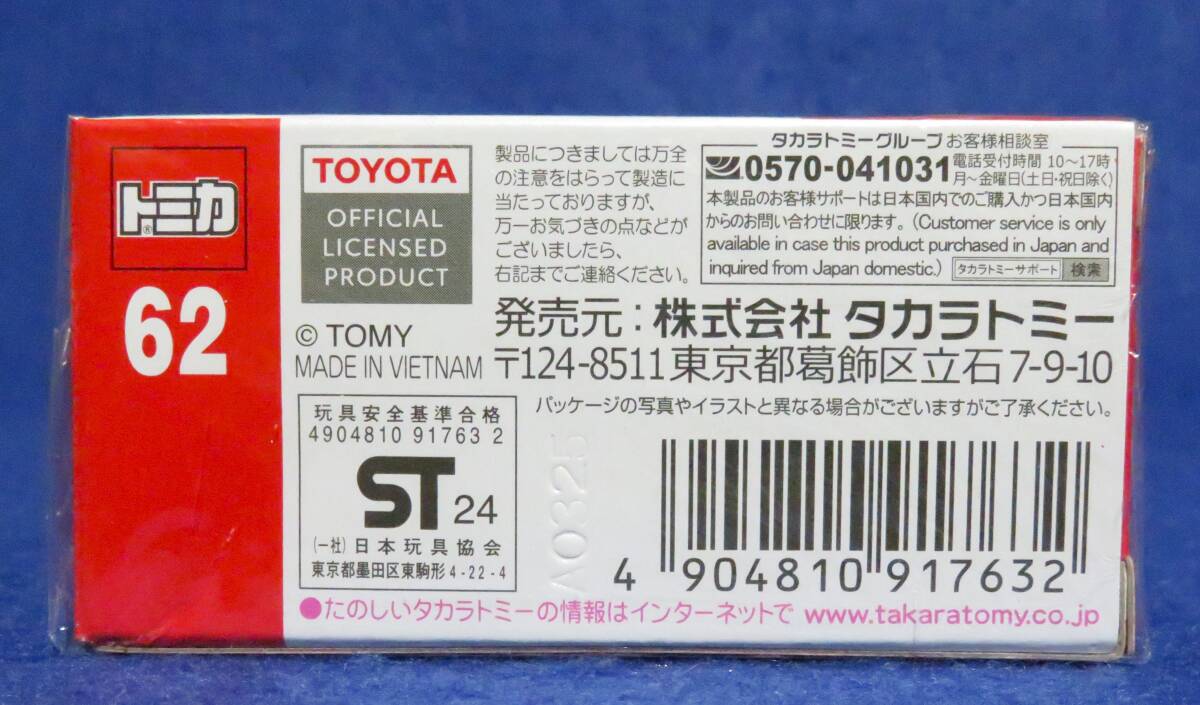 トミカ®
62
TOYOTA
OFFICIAL
LICENSED
PRODUCT
© TOMY
MADE IN VIETNAM
製品につきましては万全
の注意をはらって製造に
当たっておりますが、
万一お気づきの点などが
ございましたら、
右記までご連絡ください。
タカラトミーグループ お客様相談室
0570-041031 電話受付時間 10～17時
月～金曜日(土日・祝日除く)
本製品のお客様サポートは日本国内でのご購入かつ日本国内
からのお問い合わせに限ります。(Customer service is only
available in case this product purchased in Japan and
inquired from Japan domestic.) タカラトミーサポート 検索
発売元：株式会社 タカラトミー
〒124-8511 東京都葛飾区立石7-9-10
パッケージの写真やイラストと異なる場合がございますがご了承ください。
玩具安全基準合格
4904810 91763 2
ST 24
(一社) 日本玩具協会
東京都墨田区東駒形 4-22-4
A0325
4 904810 917632
●たのしいタカラトミーの情報はインターネットで www.takaratomy.co.jp